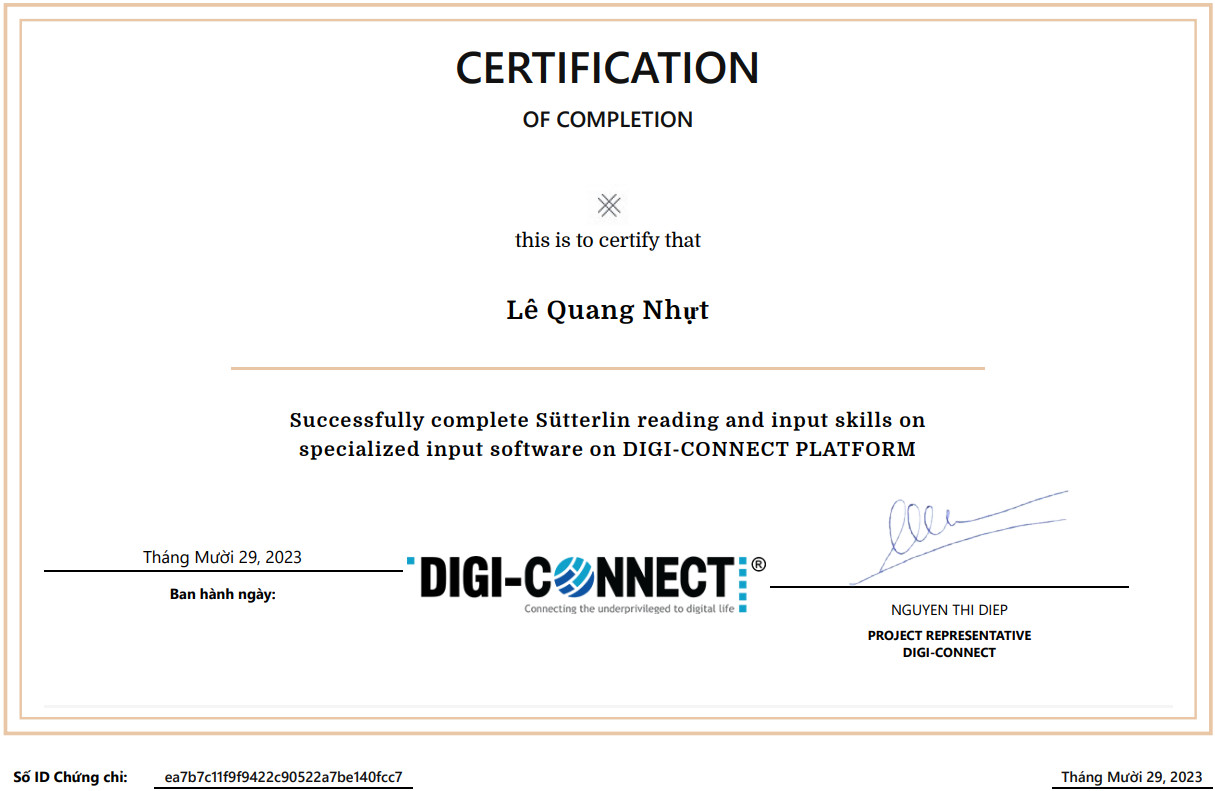 CERTIFICATION
OF COMPLETION
this is to certify that
Lê Quang Nhựt
Successfully complete Sütterlin reading and input skills on
specialized input software on DIGI-CONNECT PLATFORM
Tháng Mười 29, 2023
Ban hành ngày:
DIGI-CONNECT®
Connecting the underprivileged to digital life
NGUYEN THI DIEP
PROJECT REPRESENTATIVE
DIGI-CONNECT
Số ID Chứng chỉ: ea7b7c11f9f9422c90522a7be140fcc7
Tháng Mười 29, 2023